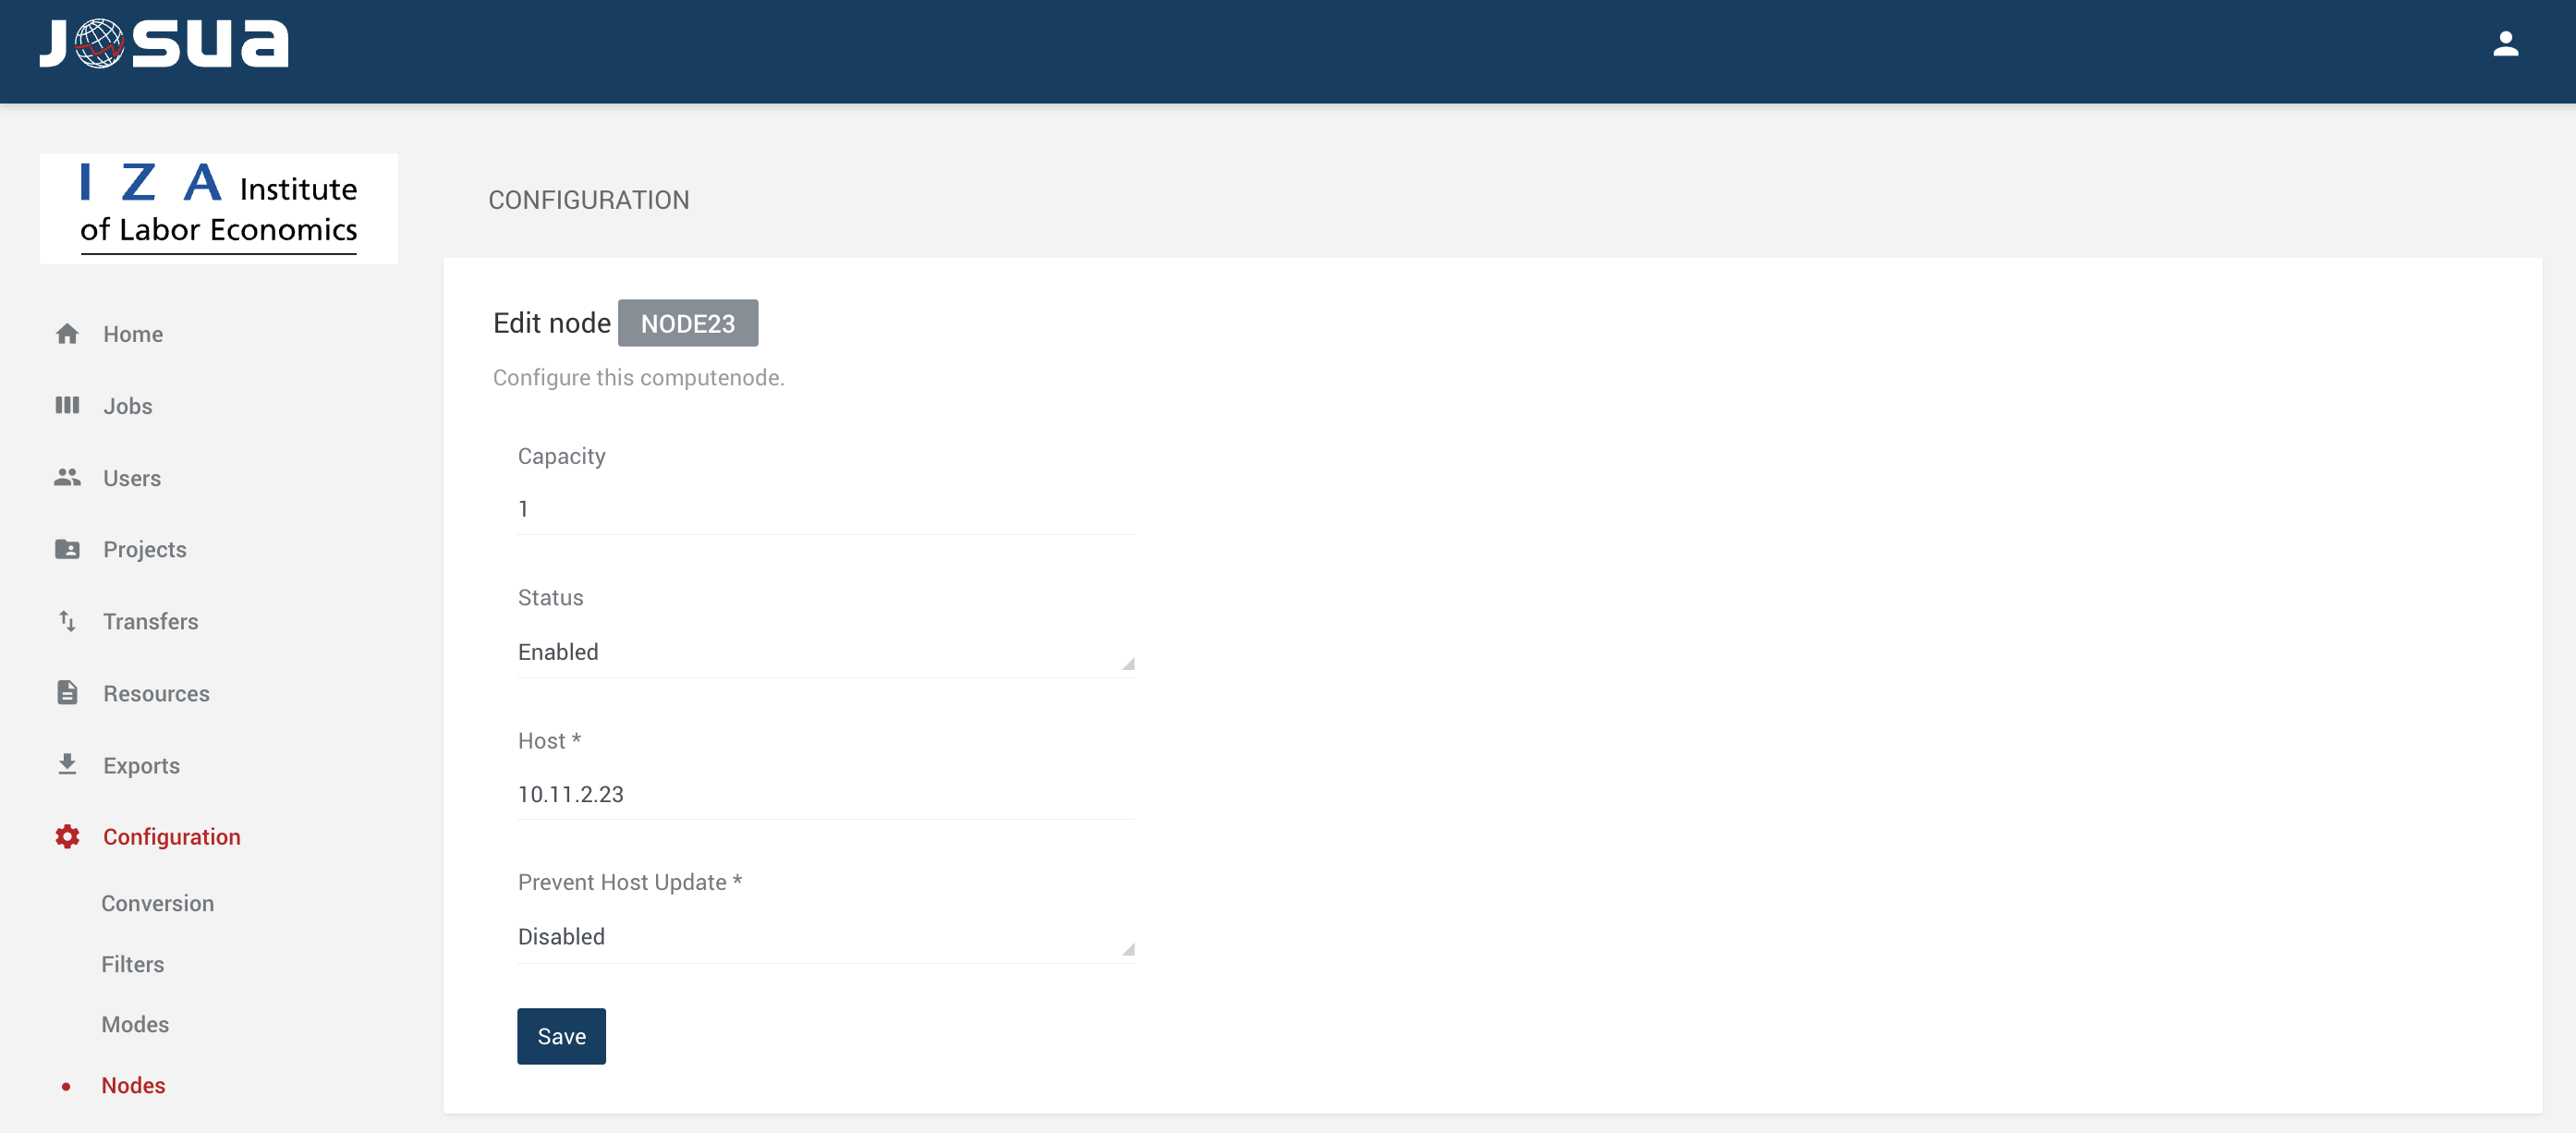 JOSUA
IZA Institute
of Labor Economics
Home
Jobs
Users
Projects
Transfers
Resources
Exports
Configuration
Conversion
Filters
Modes
Nodes
CONFIGURATION
Edit node NODE23
Configure this computenode.
Capacity
1
Status
Enabled
Host *
10.11.2.23
Prevent Host Update *
Disabled
Save